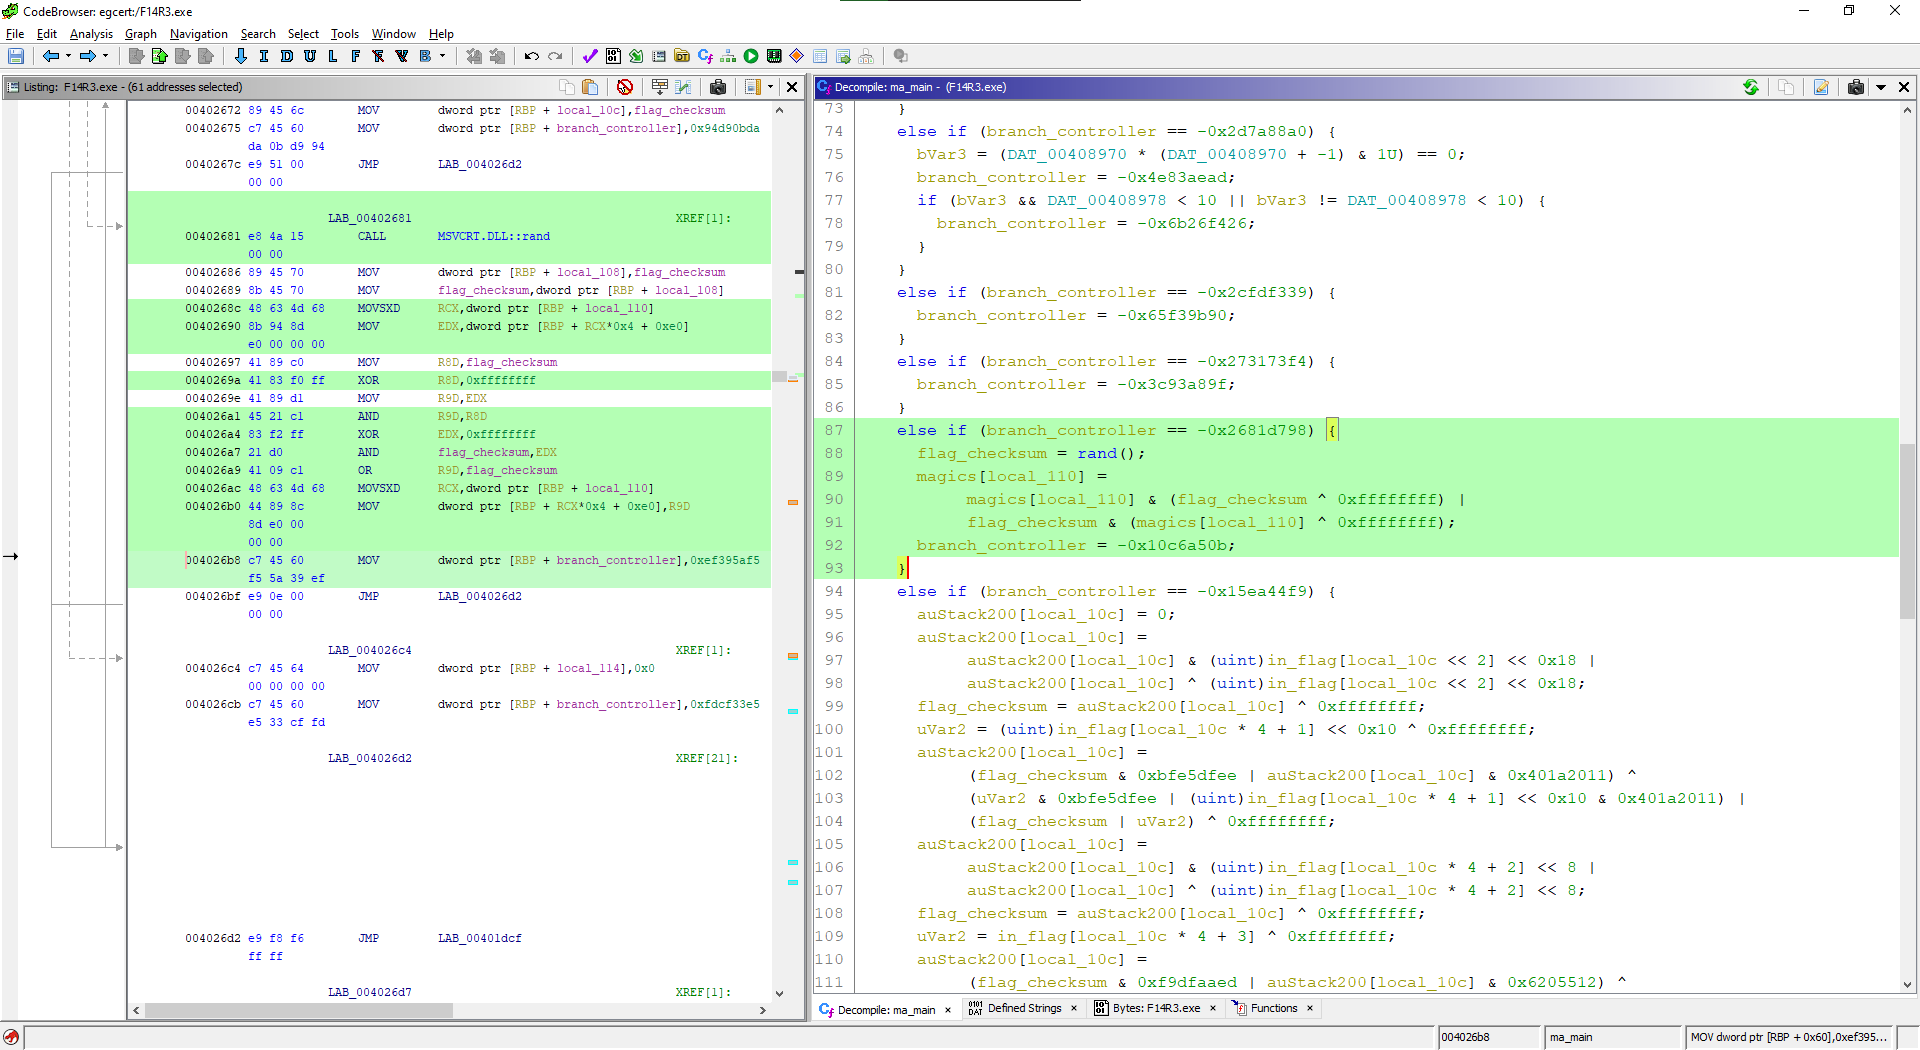 CodeBrowser: egcert:/F14R3.exe
File Edit Analysis Graph Navigation Search Select Tools Window Help
I D U L F B
Listing: F14R3.exe - (61 addresses selected)
00402672 89 45 6c MOV dword ptr [RBP + local_10c],flag_checksum
00402675 c7 45 60 MOV dword ptr [RBP + branch_controller],0x94d90bda
da 0b d9 94
0040267c e9 51 00 JMP LAB_004026d2
00 00
LAB_00402681 XREF[1]:
00402681 e8 4a 15 CALL MSVCRT.DLL::rand
00 00
00402686 89 45 70 MOV dword ptr [RBP + local_108],flag_checksum
00402689 8b 45 70 MOV flag_checksum,dword ptr [RBP + local_108]
0040268c 48 63 4d 68 MOVSXD RCX,dword ptr [RBP + local_110]
00402690 8b 94 8d MOV EDX,dword ptr [RBP + RCX*0x4 + 0xe0]
e0 00 00 00
00402697 41 89 c0 MOV R8D,flag_checksum
0040269a 41 83 f0 ff XOR R8D,0xffffffff
0040269e 41 89 d1 MOV R9D,EDX
004026a1 45 21 c1 AND R9D,R8D
004026a4 83 f2 ff XOR EDX,0xffffffff
004026a7 21 d0 AND flag_checksum,EDX
004026a9 41 09 c1 OR R9D,flag_checksum
004026ac 48 63 4d 68 MOVSXD RCX,dword ptr [RBP + local_110]
004026b0 44 89 8c MOV dword ptr [RBP + RCX*0x4 + 0xe0],R9D
8d e0 00
00 00
004026b8 c7 45 60 MOV dword ptr [RBP + branch_controller],0xef395af5
f5 5a 39 ef
004026bf e9 0e 00 JMP LAB_004026d2
00 00
LAB_004026c4 XREF[1]:
004026c4 c7 45 64 MOV dword ptr [RBP + local_114],0x0
00 00 00 00
004026cb c7 45 60 MOV dword ptr [RBP + branch_controller],0xfdcf33e5
e5 33 cf fd
LAB_004026d2 XREF[21]:
004026d2 e9 f8 f6 JMP LAB_00401dcf
ff ff
LAB_004026d7 XREF[1]:
Decompile: ma_main - (F14R3.exe)
73 }
74 else if (branch_controller == -0x2d7a88a0) {
75 bVar3 = (DAT_00408970 * (DAT_00408970 + -1) & 1U) == 0;
76 branch_controller = -0x4e83aead;
77 if (bVar3 && DAT_00408978 < 10 || bVar3 != DAT_00408978 < 10) {
78 branch_controller = -0x6b26f426;
79 }
80 }
81 else if (branch_controller == -0x2cfdf339) {
82 branch_controller = -0x65f39b90;
83 }
84 else if (branch_controller == -0x273173f4) {
85 branch_controller = -0x3c93a89f;
86 }
87 else if (branch_controller == -0x2681d798) {
88 flag_checksum = rand();
89 magics[local_110] =
90 magics[local_110] & (flag_checksum ^ 0xffffffff) |
91 flag_checksum & (magics[local_110] ^ 0xffffffff);
92 branch_controller = -0x10c6a50b;
93 }
94 else if (branch_controller == -0x15ea44f9) {
95 auStack200[local_10c] = 0;
96 auStack200[local_10c] =
97 auStack200[local_10c] & (uint)in_flag[local_10c << 2] << 0x18 |
98 auStack200[local_10c] ^ (uint)in_flag[local_10c << 2] << 0x18;
99 flag_checksum = auStack200[local_10c] ^ 0xffffffff;
100 uVar2 = (uint)in_flag[local_10c * 4 + 1] << 0x10 ^ 0xffffffff;
101 auStack200[local_10c] =
102 (flag_checksum & 0xbfe5dfee | auStack200[local_10c] & 0x401a2011) ^
103 (uVar2 & 0xbfe5dfee | (uint)in_flag[local_10c * 4 + 1] << 0x10 & 0x401a2011) |
104 (flag_checksum | uVar2) ^ 0xffffffff;
105 auStack200[local_10c] =
106 auStack200[local_10c] & (uint)in_flag[local_10c * 4 + 2] << 8 |
107 auStack200[local_10c] ^ (uint)in_flag[local_10c * 4 + 2] << 8;
108 flag_checksum = auStack200[local_10c] ^ 0xffffffff;
109 uVar2 = in_flag[local_10c * 4 + 3] ^ 0xffffffff;
110 auStack200[local_10c] =
111 (flag_checksum & 0xf9dfaaed | auStack200[local_10c] & 0x6205512) ^
Decompile: ma_main × Defined Strings × Bytes: F14R3.exe × Functions ×
004026b8 ma_main MOV dword ptr [RBP + 0x60],0xef395...